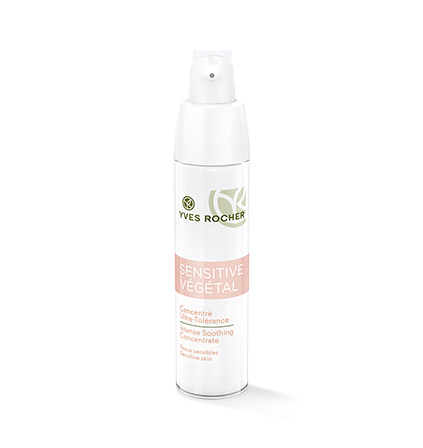 YVES ROCHER
SENSITIVE
VÉGÉTAL
Concentré
Ultra-Tolérance
Intense Soothing
Concentrate
Peaux sensibles
Sensitive skin